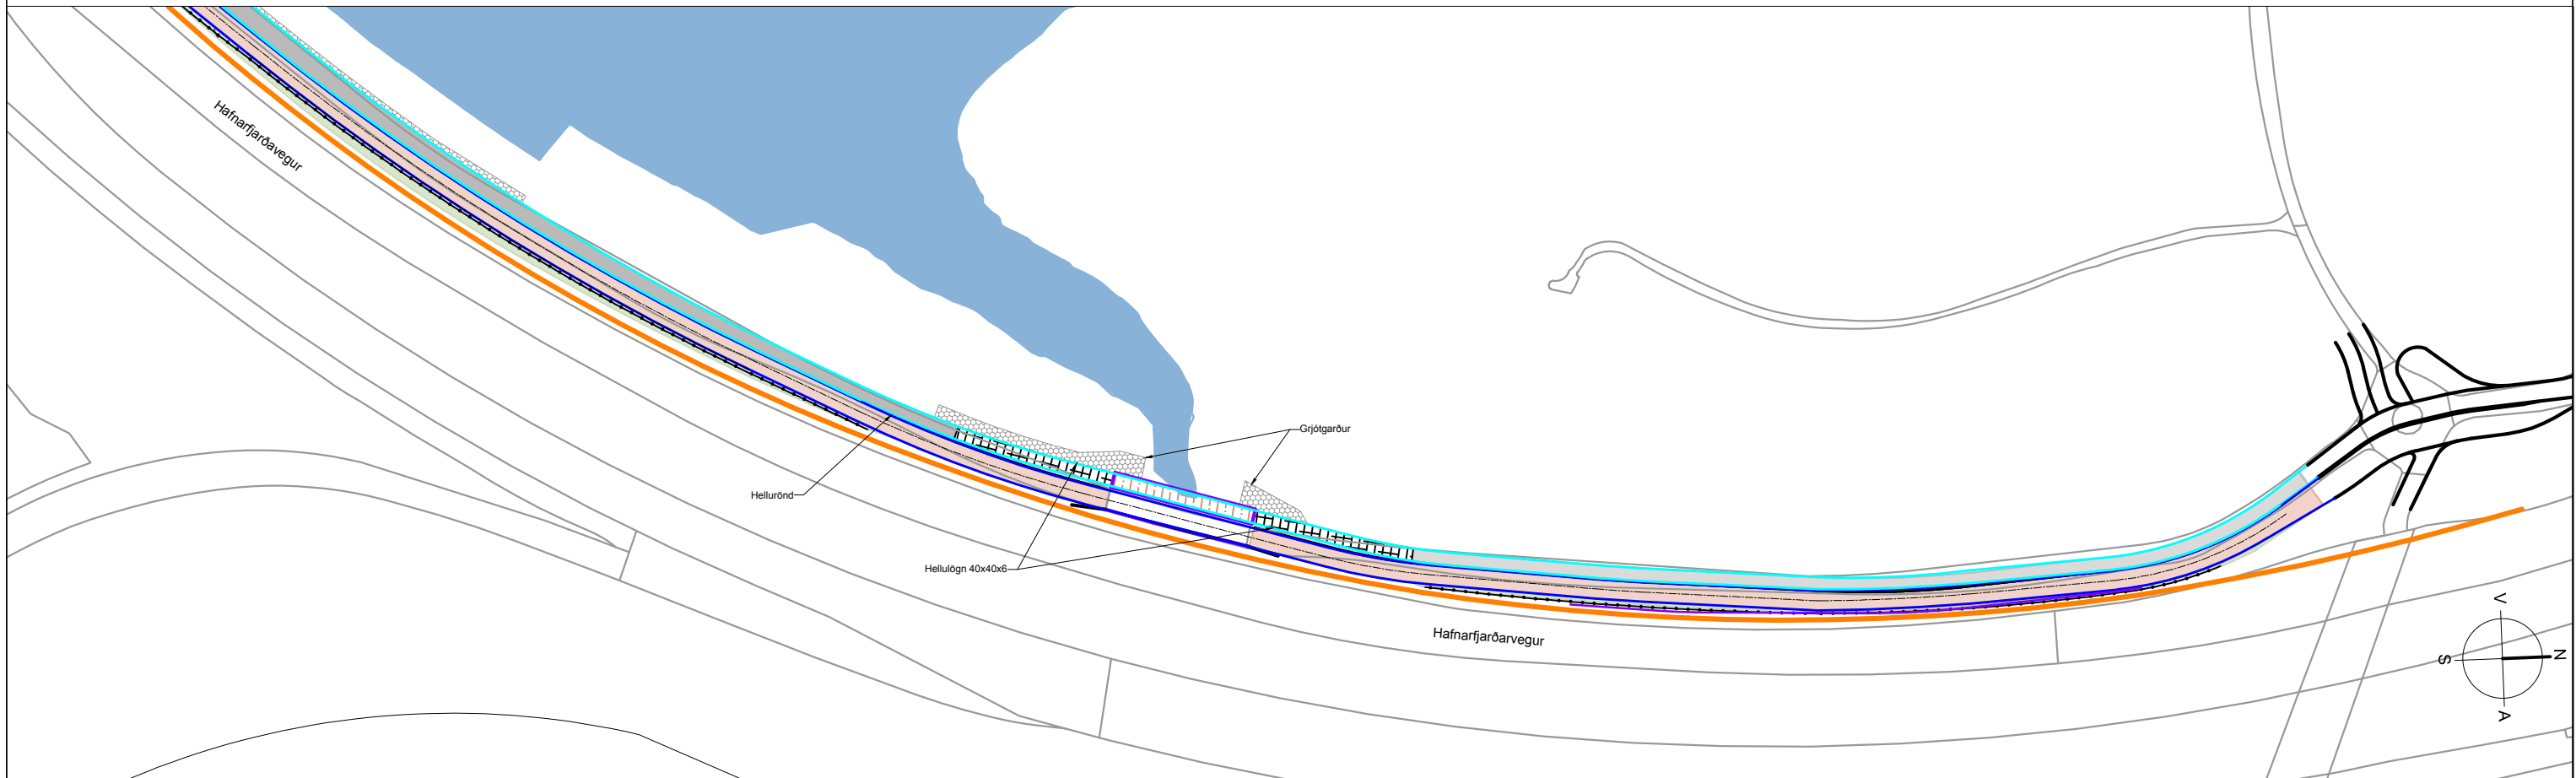 Hafnarfjarðavegur
Grjótgarður
Hellurönd
Hellulögn 40x40x6
Hafnarfjarðarvegur
V
N
S
A